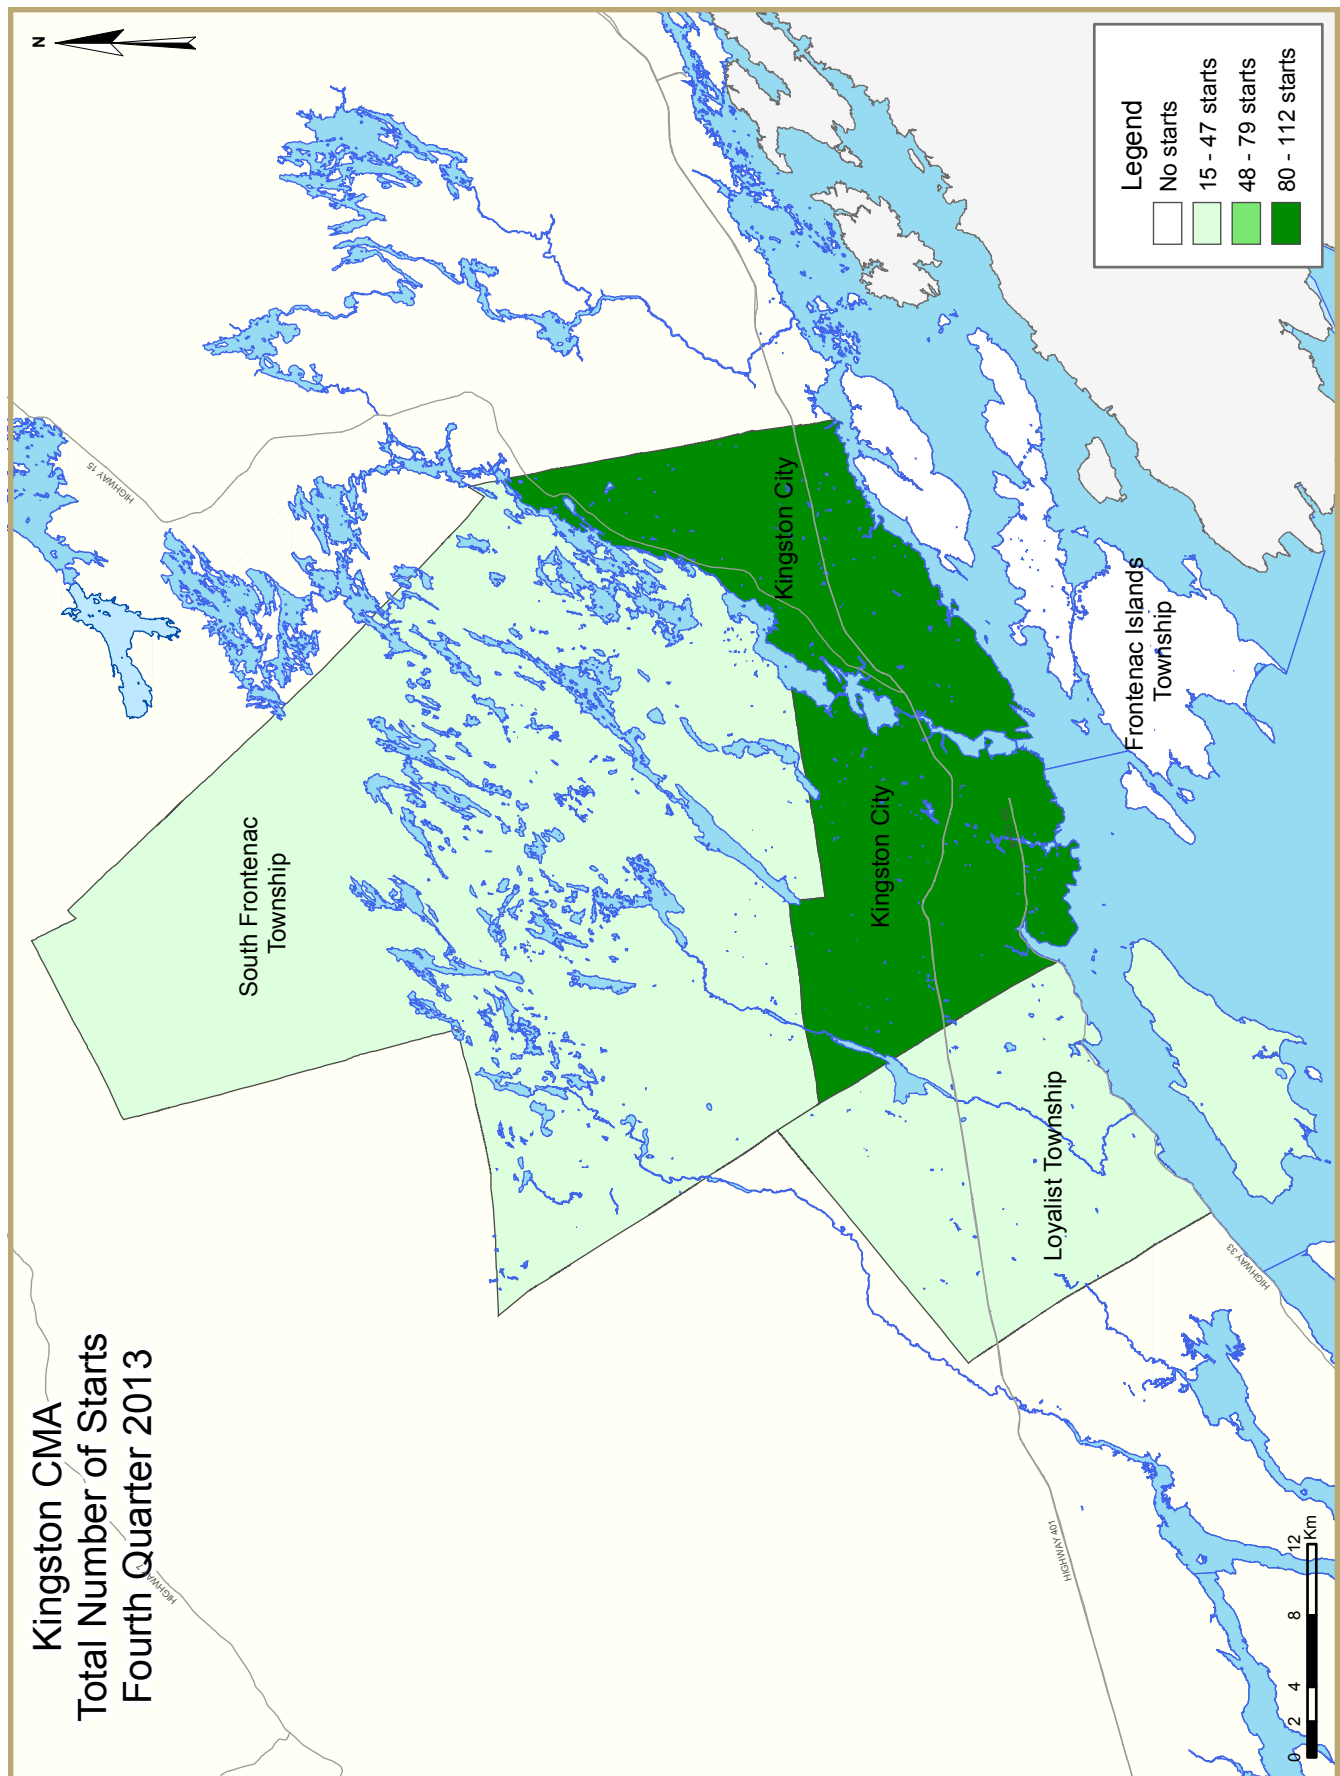 Kingston CMA
Total Number of Starts
Fourth Quarter 2013
N
HIGHWAY 15
HIGHWAY
South Frontenac
Township
Kingston City
Kingston City
Frontenac Islands
Township
Loyalist Township
HIGHWAY 33
HIGHWAY 401
Legend
No starts
15 - 47 starts
48 - 79 starts
80 - 112 starts
0 2 4 8 12
Km